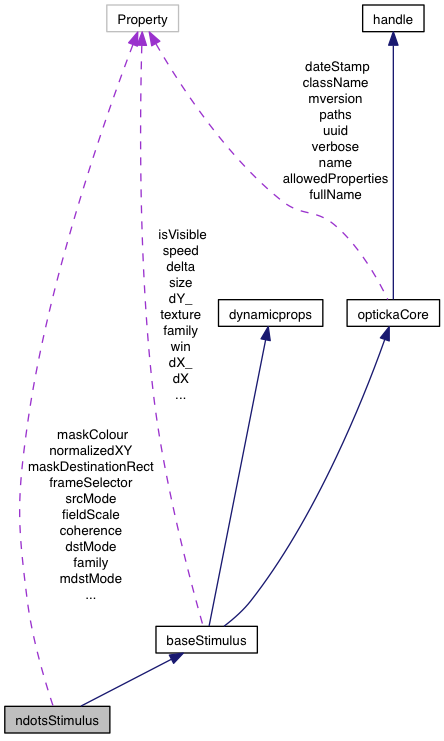 Property
handle
dateStamp
className
mversion
paths
uuid
verbose
name
allowedProperties
fullName
isVisible
speed
delta
size
dY_
texture
family
win
dX_
dX
...
dynamicprops
optickaCore
maskColour
normalizedXY
maskDestinationRect
frameSelector
srcMode
fieldScale
coherence
dstMode
family
mdstMode
...
baseStimulus
ndotsStimulus